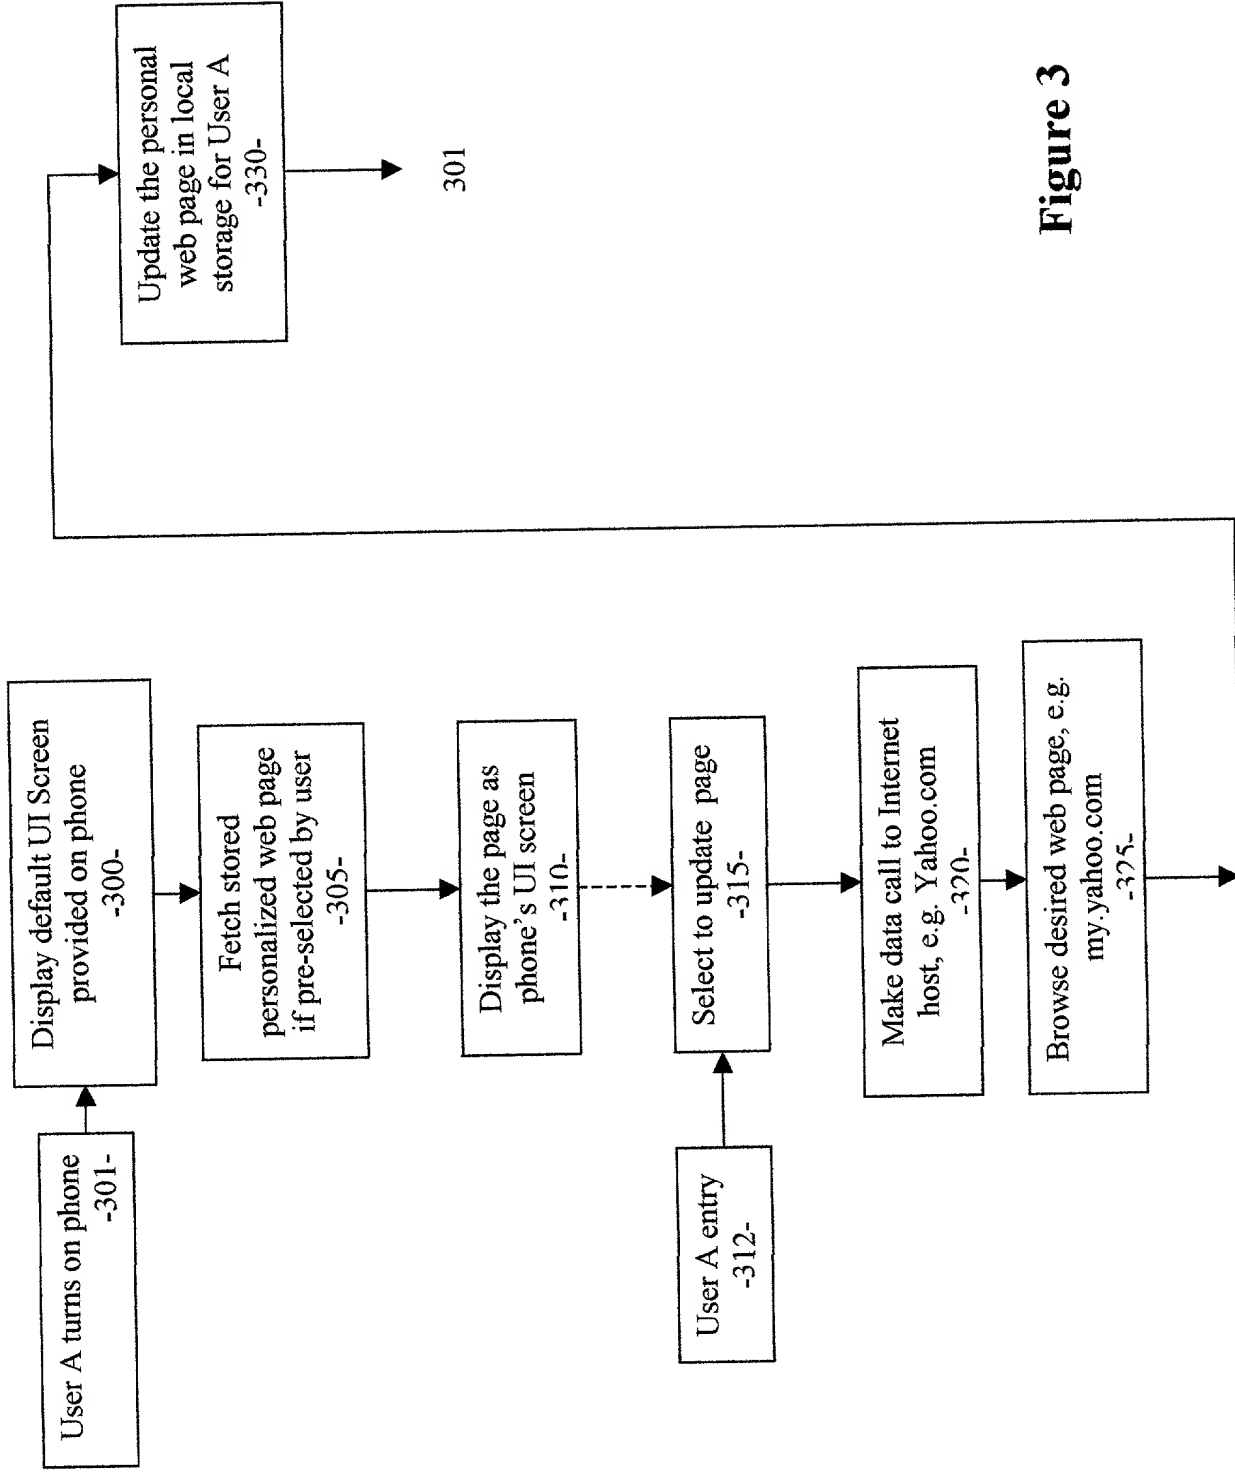 User A turns on phone
-301-
Display default UI Screen
provided on phone
-300-
Fetch stored
personalized web page
if pre-selected by user
-305-
Display the page as
phone's UI screen
-310-
User A entry
-312-
Select to update page
-315-
Make data call to Internet
host, e.g. Yahoo.com
-320-
Browse desired web page, e.g.
my.yahoo.com
-325-
Update the personal
web page in local
storage for User A
-330-
301
Figure 3